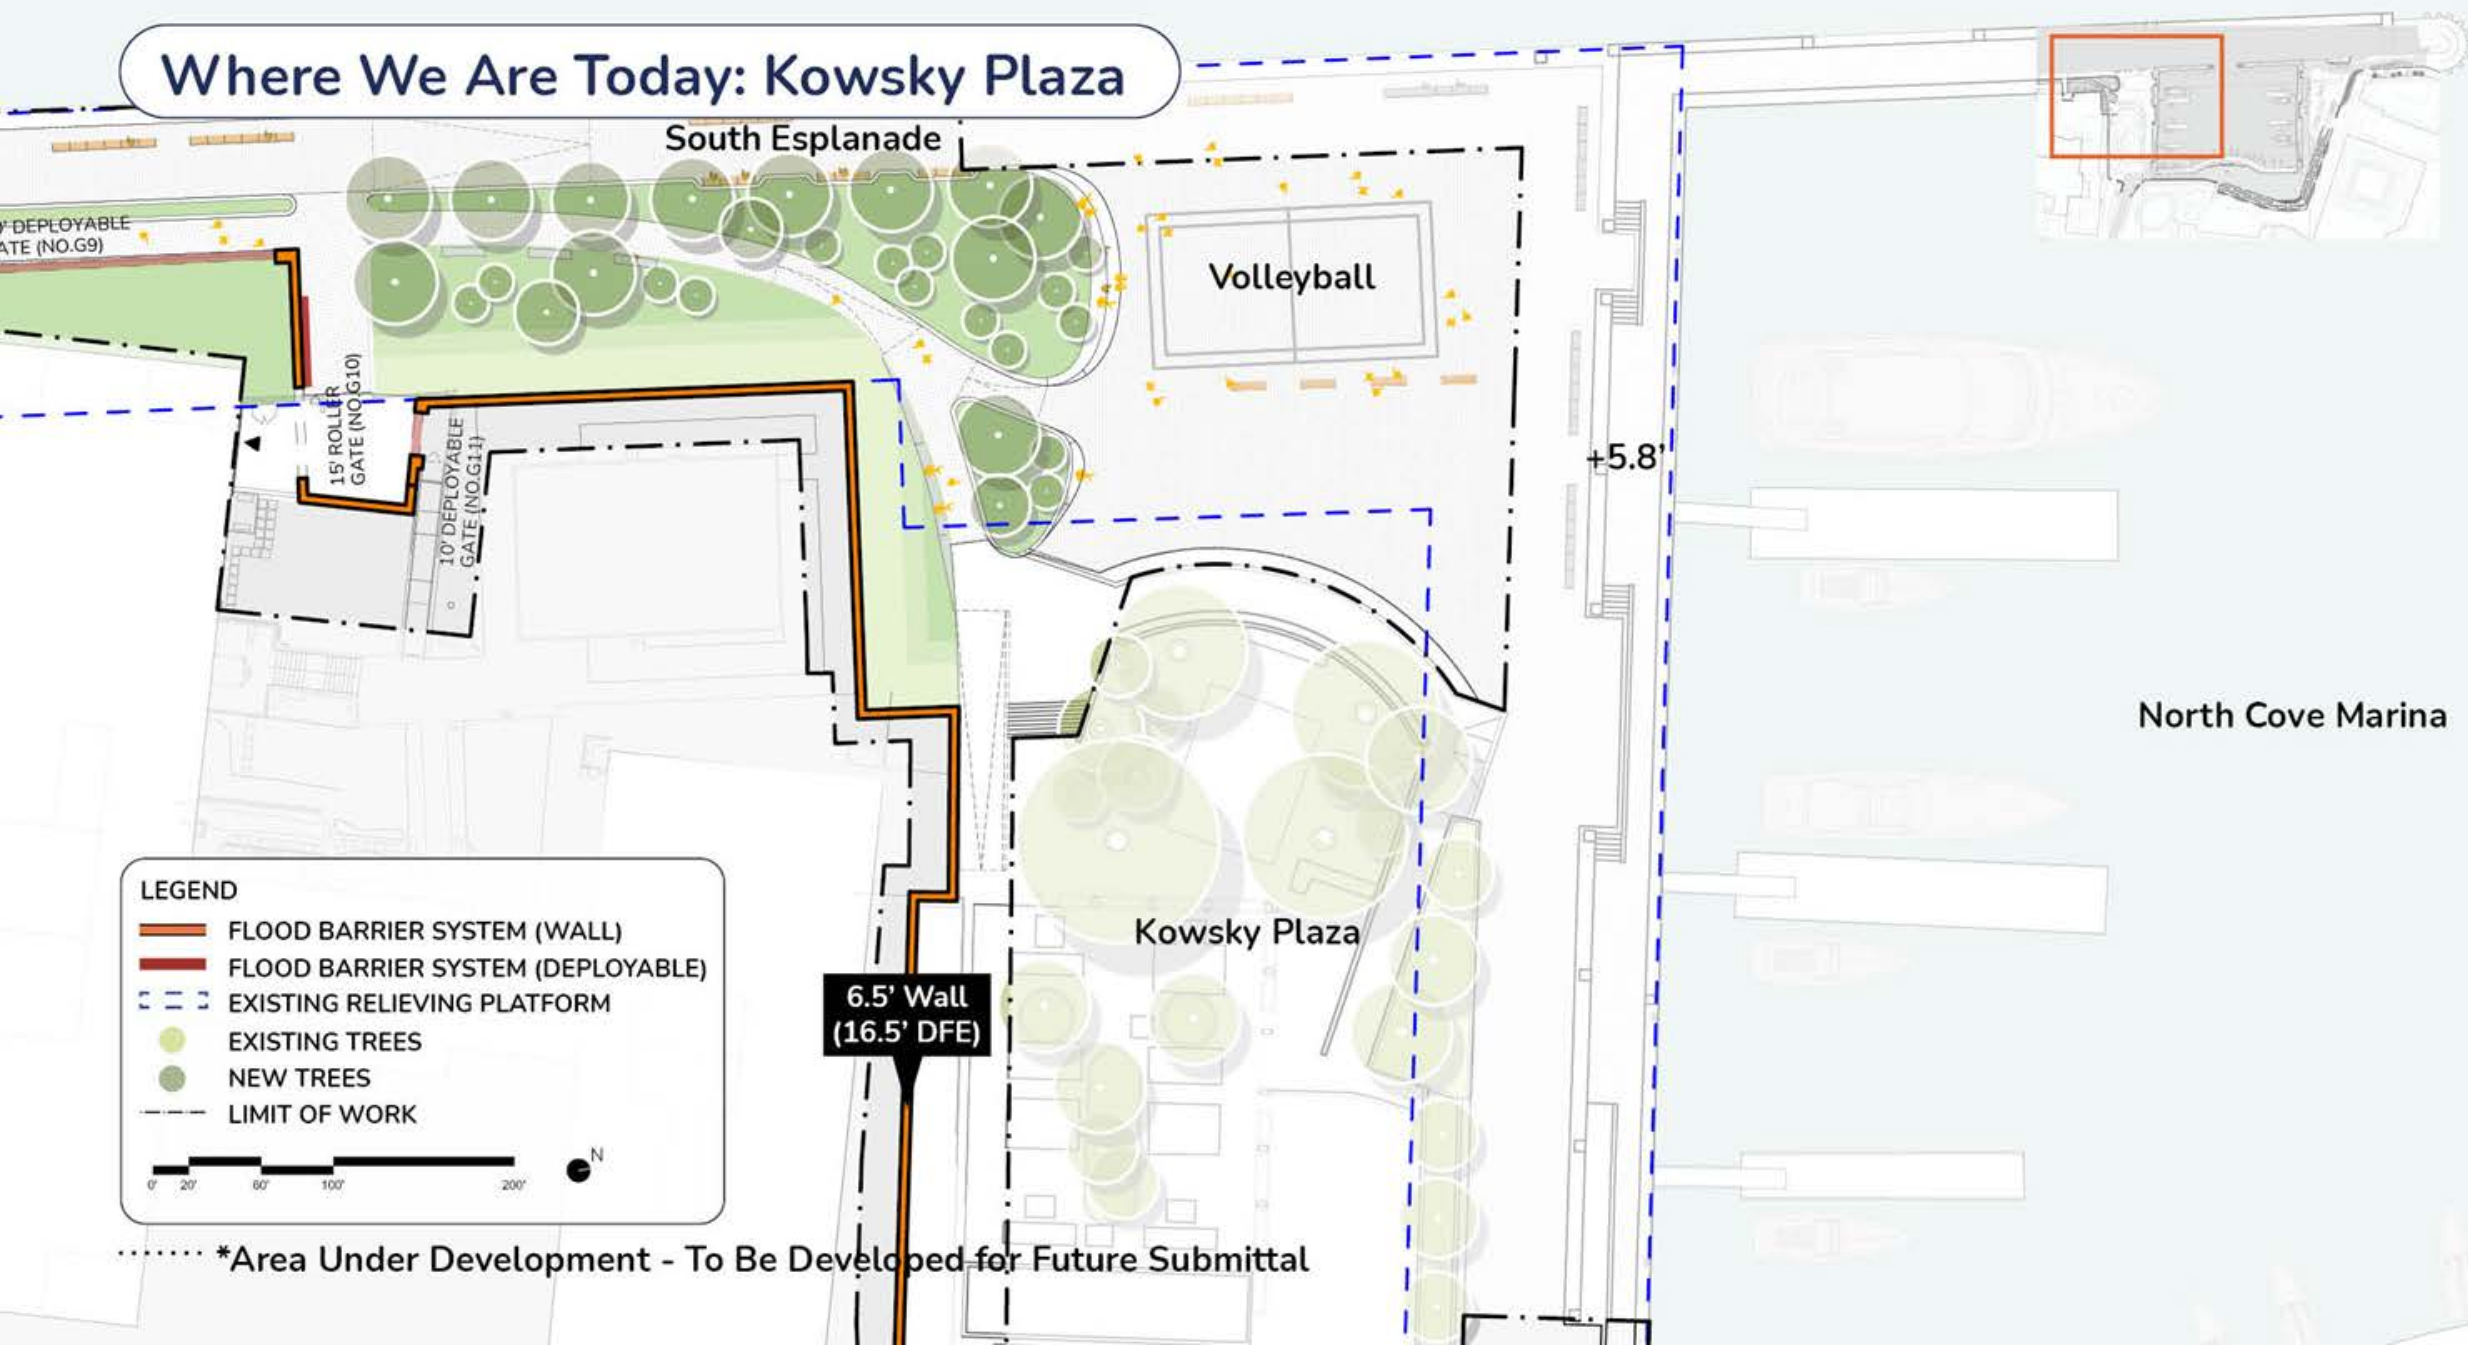 Where We Are Today: Kowsky Plaza
South Esplanade
' DEPLOYABLE
ATE (NO.G9)
Volleyball
15' ROLLER
GATE (NO.G10)
10' DEPLOYABLE
GATE (NO.G11)
+5.8'
North Cove Marina
Kowsky Plaza
6.5' Wall
(16.5' DFE)
LEGEND
FLOOD BARRIER SYSTEM (WALL)
FLOOD BARRIER SYSTEM (DEPLOYABLE)
EXISTING RELIEVING PLATFORM
EXISTING TREES
NEW TREES
LIMIT OF WORK
N
0' 20' 60' 100' 200'
*Area Under Development - To Be Developed for Future Submittal